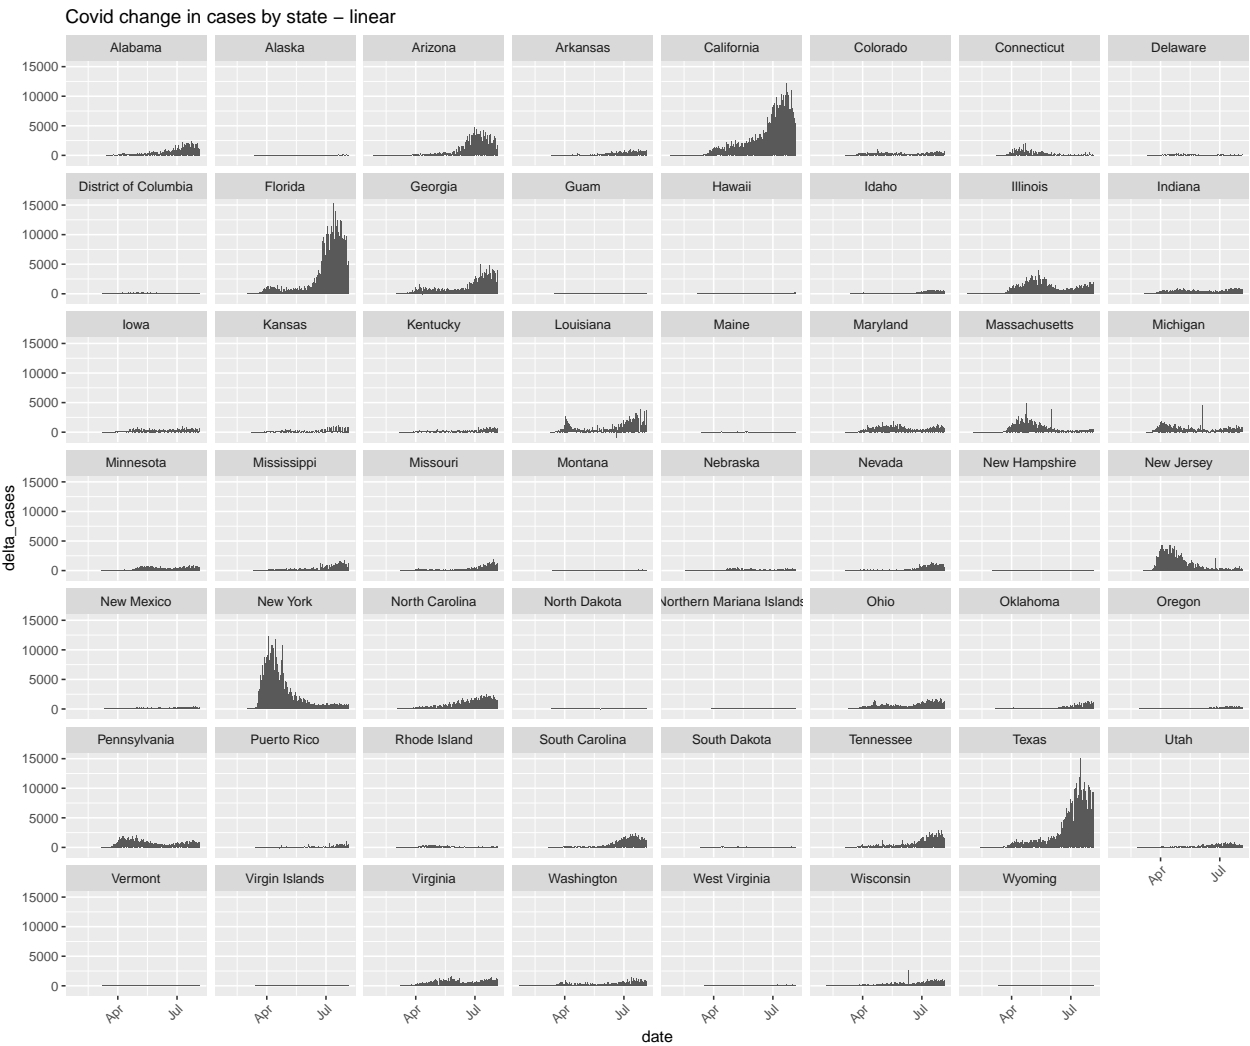 Covid change in cases by state – linear
Alabama Alaska Arizona Arkansas California Colorado Connecticut Delaware
15000
10000
5000
0
District of Columbia Florida Georgia Guam Hawaii Idaho Illinois Indiana
15000
10000
5000
0
Iowa Kansas Kentucky Louisiana Maine Maryland Massachusetts Michigan
15000
10000
5000
0
Minnesota Mississippi Missouri Montana Nebraska Nevada New Hampshire New Jersey
15000
10000
5000
0
delta_cases
New Mexico New York North Carolina North Dakota Northern Mariana Islands Ohio Oklahoma Oregon
15000
10000
5000
0
Pennsylvania Puerto Rico Rhode Island South Carolina South Dakota Tennessee Texas Utah
15000
10000
5000
0
Apr Jul
Vermont Virgin Islands Virginia Washington West Virginia Wisconsin Wyoming
15000
10000
5000
0
Apr Jul Apr Jul Apr Jul Apr Jul Apr Jul Apr Jul Apr Jul
date